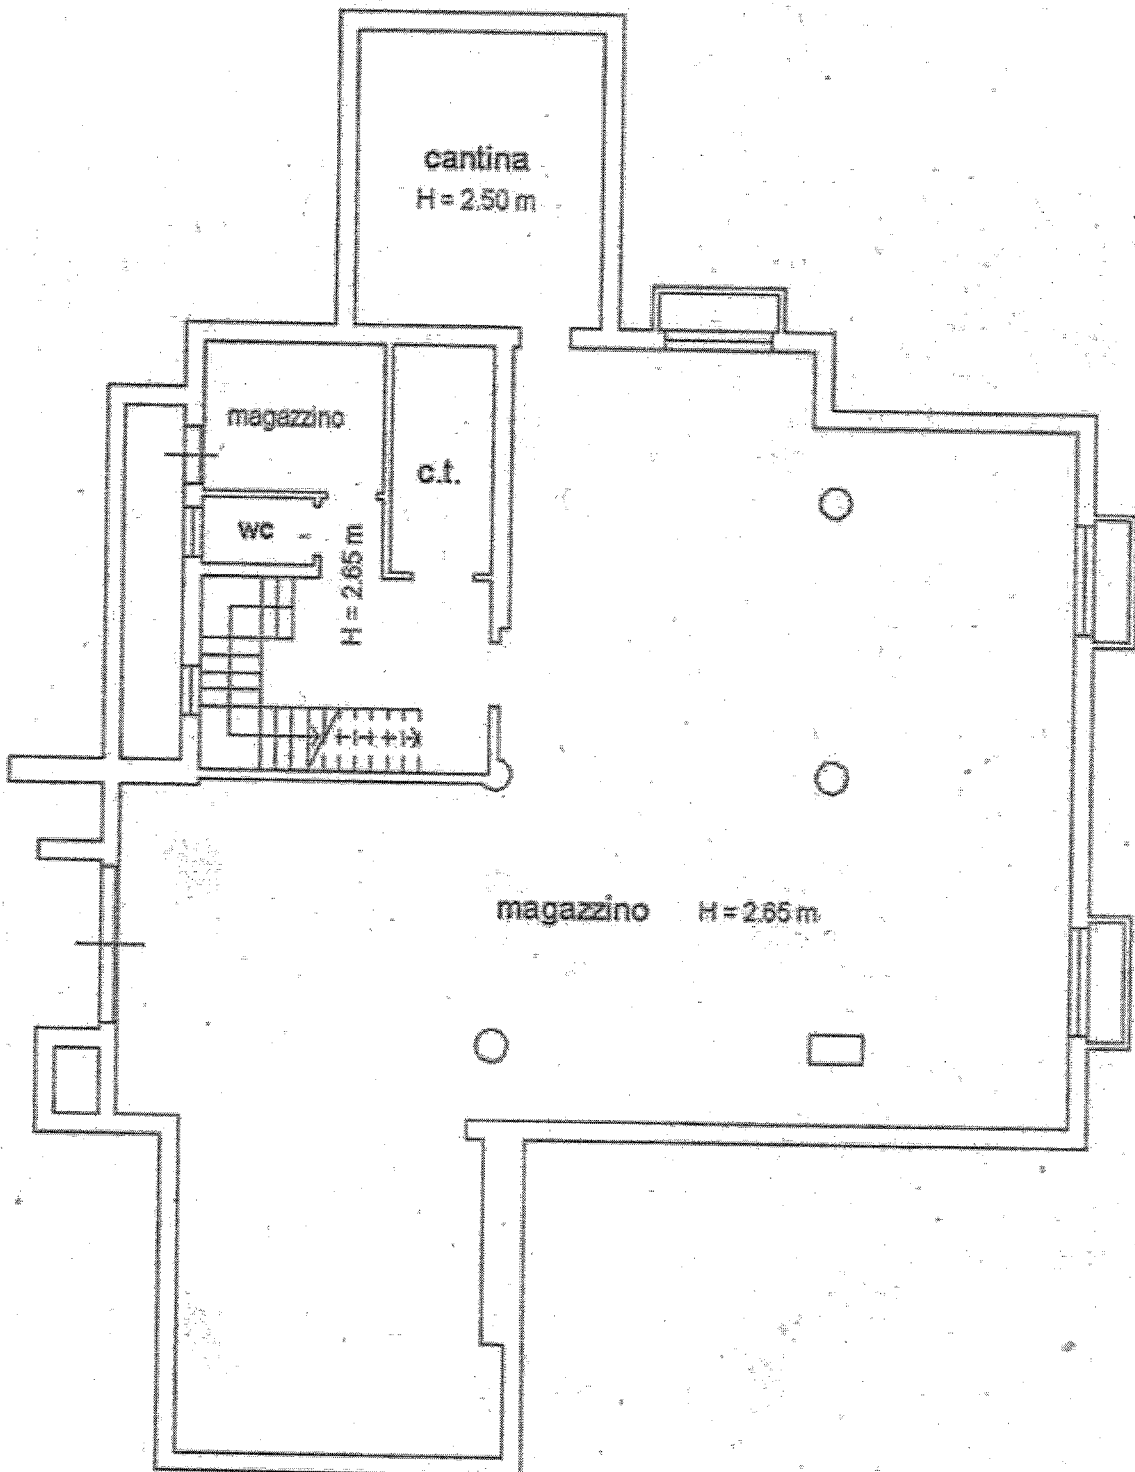 cantina
H = 2.50 m
magazzino
c.t.
wc
H = 2.65 m
magazzino H = 2.65 m